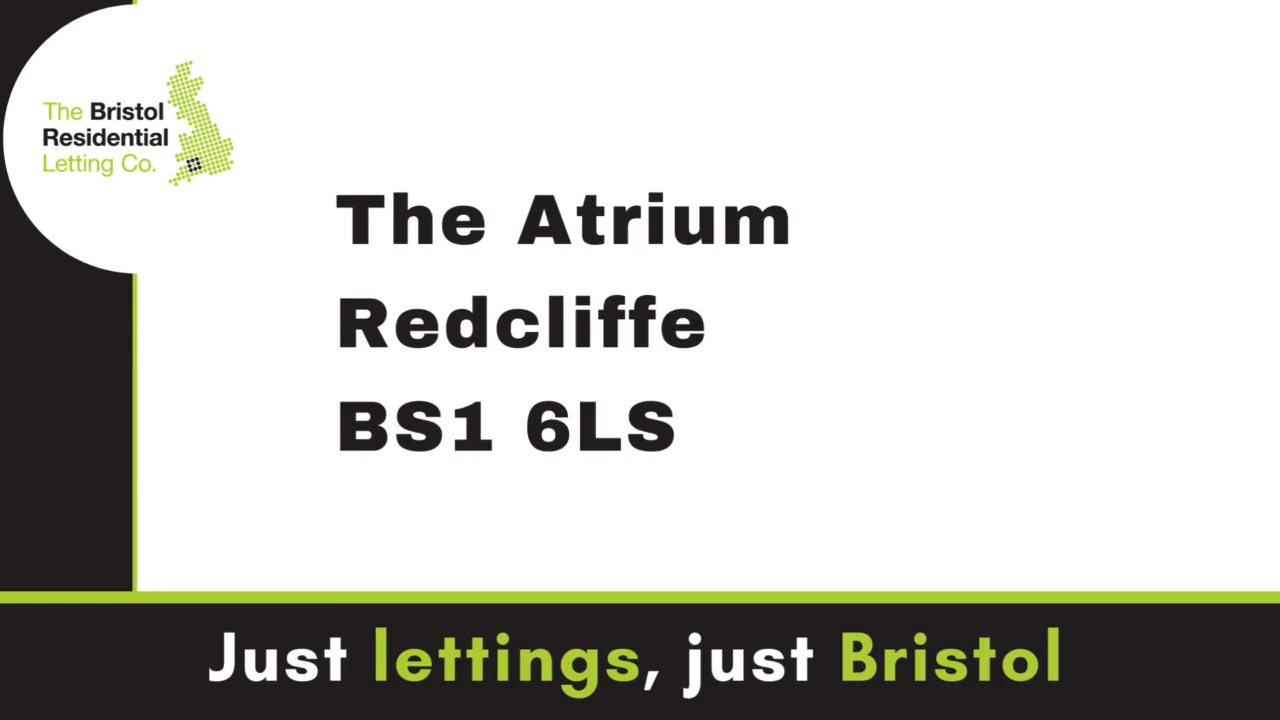 The Bristol
Residential
Letting Co.
The Atrium
Redcliffe
BS1 6LS
Just lettings, just Bristol